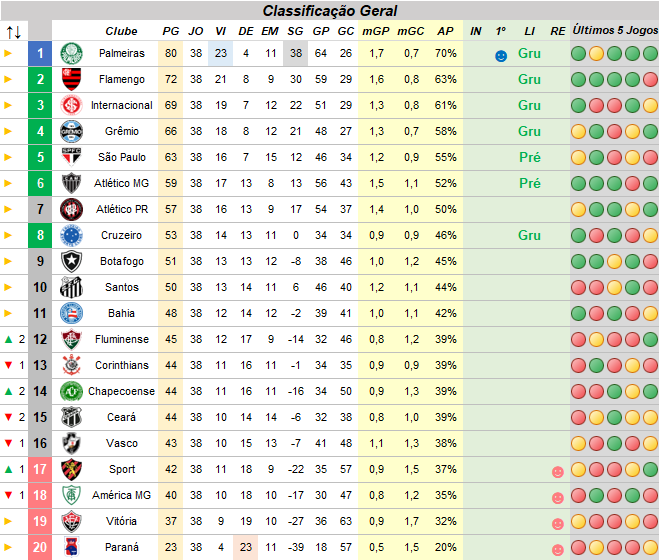 Classificação Geral
↑↓ Clube PG JO VI DE EM SG GP GC mGP mGC AP IN 1º LI RE Últimos 5 Jogos
1 Palmeiras 80 38 23 4 11 38 64 26 1,7 0,7 70% Gru
2 Flamengo 72 38 21 8 9 30 59 29 1,6 0,8 63% Gru
3 Internacional 69 38 19 7 12 22 51 29 1,3 0,8 61% Gru
4 Grêmio 66 38 18 8 12 21 48 27 1,3 0,7 58% Gru
5 São Paulo 63 38 16 7 15 12 46 34 1,2 0,9 55% Pré
6 Atlético MG 59 38 17 13 8 13 56 43 1,5 1,1 52% Pré
7 Atlético PR 57 38 16 13 9 17 54 37 1,4 1,0 50%
8 Cruzeiro 53 38 14 13 11 0 34 34 0,9 0,9 46% Gru
9 Botafogo 51 38 13 13 12 -8 38 46 1,0 1,2 45%
10 Santos 50 38 13 14 11 6 46 40 1,2 1,1 44%
11 Bahia 48 38 12 14 12 -2 39 41 1,0 1,1 42%
2 12 Fluminense 45 38 12 17 9 -14 32 46 0,8 1,2 39%
1 13 Corinthians 44 38 11 16 11 -1 34 35 0,9 0,9 39%
2 14 Chapecoense 44 38 11 16 11 -16 34 50 0,9 1,3 39%
2 15 Ceará 44 38 10 14 14 -6 32 38 0,8 1,0 39%
1 16 Vasco 43 38 10 15 13 -7 41 48 1,1 1,3 38%
1 17 Sport 42 38 11 18 9 -22 35 57 0,9 1,5 37%
1 18 América MG 40 38 10 18 10 -17 30 47 0,8 1,2 35%
19 Vitória 37 38 9 19 10 -27 36 63 0,9 1,7 32%
20 Paraná 23 38 4 23 11 -39 18 57 0,5 1,5 20%